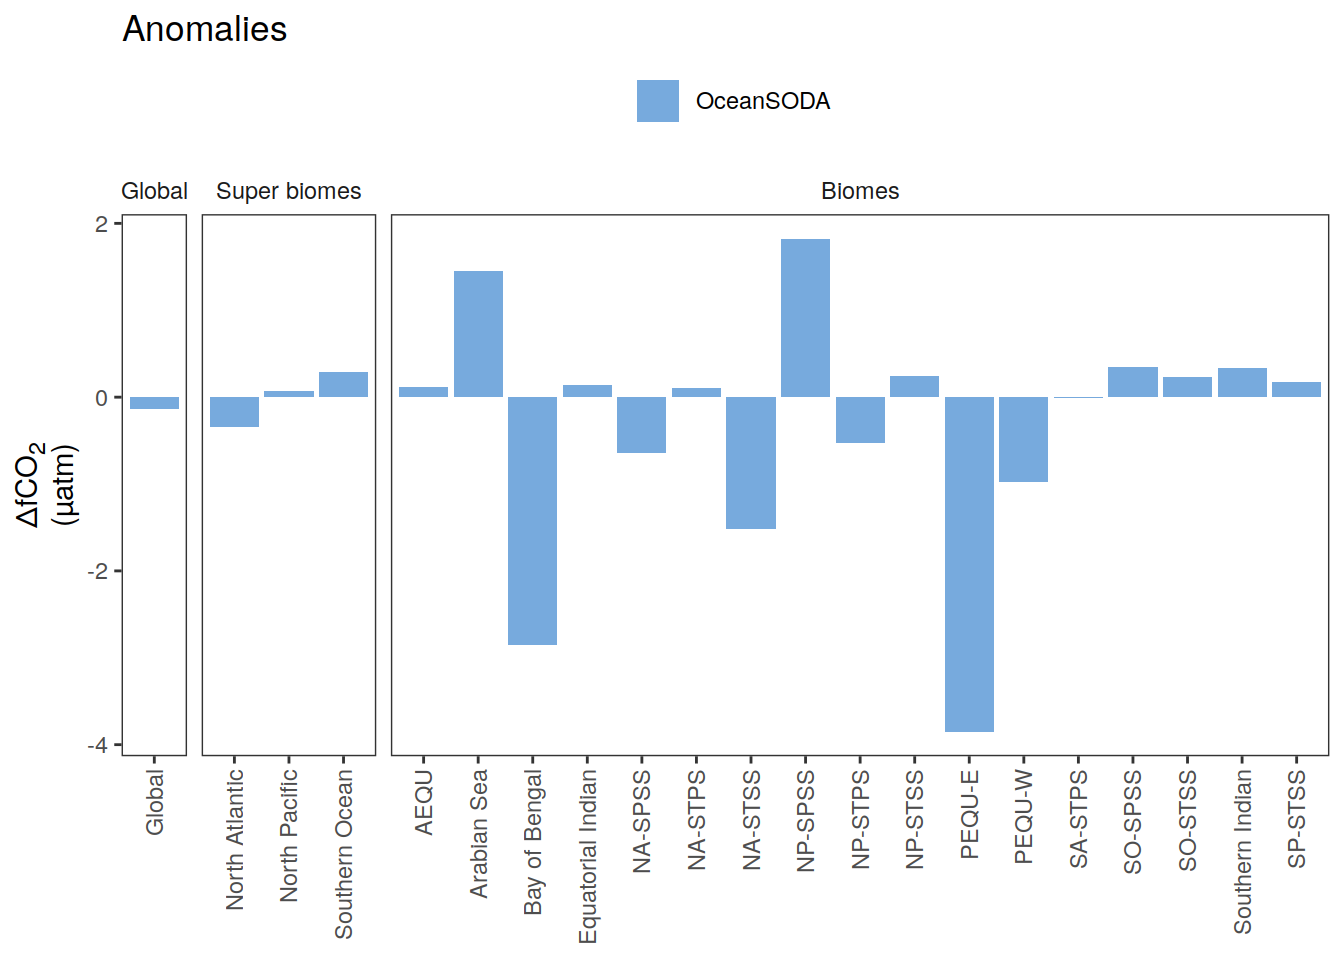 Anomalies
OceanSODA
Global
Super biomes
Biomes
2
0
-2
-4
ΔfCO₂
(µatm)
Global
North Atlantic
North Pacific
Southern Ocean
AEQU
Arabian Sea
Bay of Bengal
Equatorial Indian
NA-SPSS
NA-STPS
NA-STSS
NP-SPSS
NP-STPS
NP-STSS
PEQU-E
PEQU-W
SA-STPS
SO-SPSS
SO-STSS
Southern Indian
SP-STSS